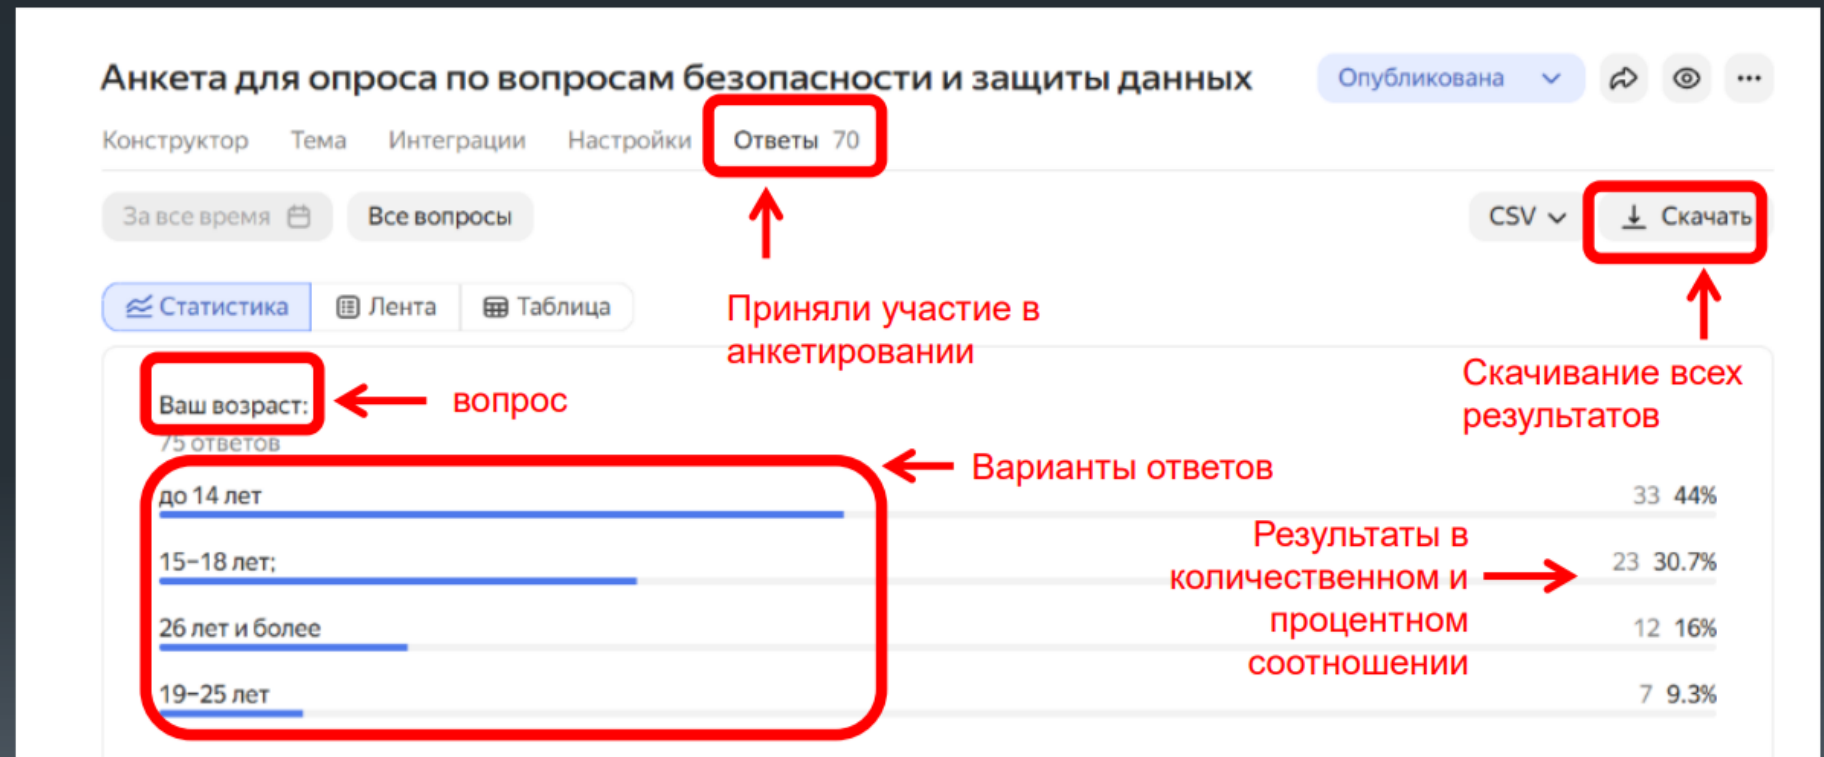 Анкета для опроса по вопросам безопасности и защиты данных
Опубликована
Конструктор Тема Интеграции Настройки Ответы 70
За все время Все вопросы
CSV Скачать
Статистика Лента Таблица
Приняли участие в
анкетировании
Скачивание всех
результатов
Ваш возраст:
вопрос
75 ответов
Варианты ответов
до 14 лет 33 44%
Результаты в
количественном и
процентном
соотношении
15–18 лет; 23 30.7%
26 лет и более 12 16%
19–25 лет 7 9.3%